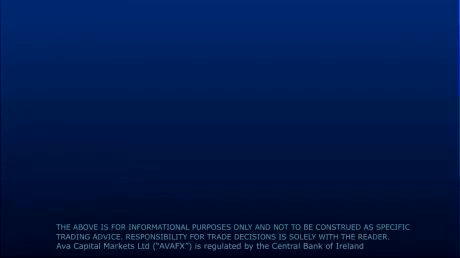 THE ABOVE IS FOR INFORMATIONAL PURPOSES ONLY AND NOT TO BE CONSTRUED AS SPECIFIC
TRADING ADVICE. RESPONSIBILITY FOR TRADE DECISIONS IS SOLELY WITH THE READER.
Ava Capital Markets Ltd ("AVAFX") is regulated by the Central Bank of Ireland